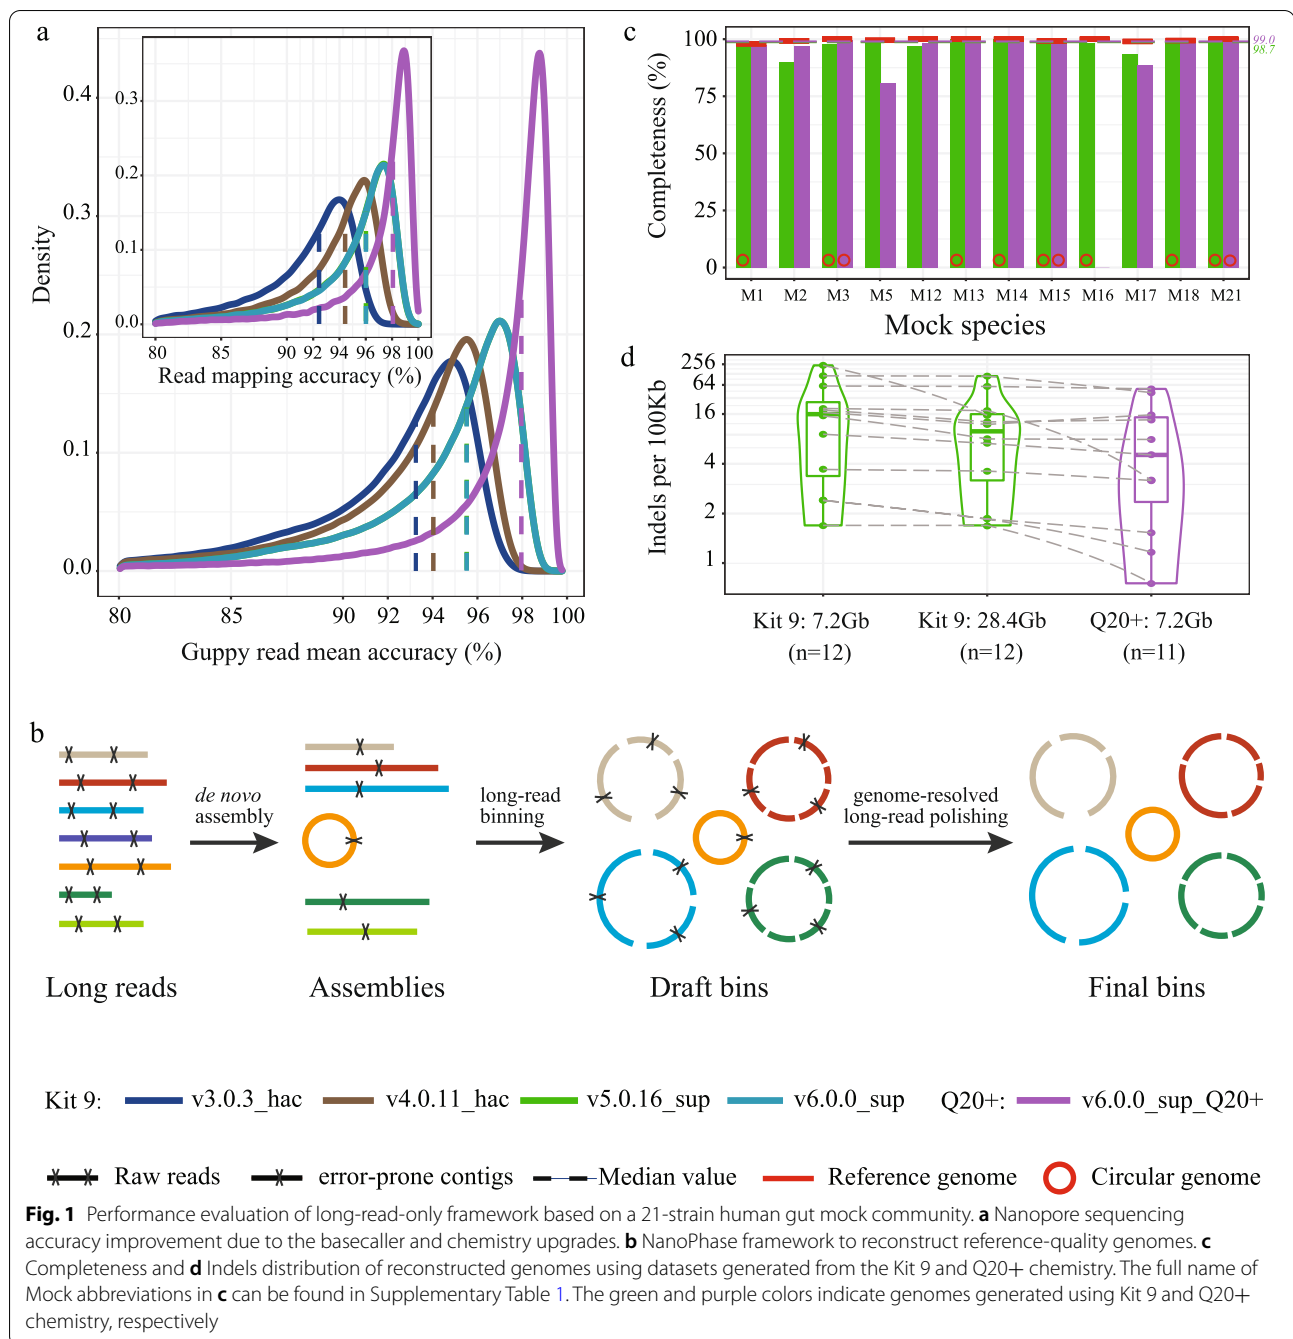 a
Density
0.4
0.3
0.2
0.1
0.0
80
85
90
92
94
96
98
100
Guppy read mean accuracy (%)
0.3
0.2
0.1
0.0
80
85
90
92
94
96
98
100
Read mapping accuracy (%)
c
Completeness (%)
100
75
50
25
0
99.0
98.7
M1 M2 M3 M5 M12 M13 M14 M15 M16 M17 M18 M21
Mock species
d
Indels per 100Kb
256
64
16
4
2
1
Kit 9: 7.2Gb Kit 9: 28.4Gb Q20+: 7.2Gb
(n=12) (n=12) (n=11)
b
de novo
assembly
long-read
binning
genome-resolved
long-read polishing
Long reads Assemblies Draft bins Final bins
Kit 9: v3.0.3_hac v4.0.11_hac v5.0.16_sup v6.0.0_sup Q20+: v6.0.0_sup_Q20+
Raw reads error-prone contigs Median value Reference genome Circular genome
Fig. 1 Performance evaluation of long-read-only framework based on a 21-strain human gut mock community. a Nanopore sequencing
accuracy improvement due to the basecaller and chemistry upgrades. b NanoPhase framework to reconstruct reference-quality genomes. c
Completeness and d Indels distribution of reconstructed genomes using datasets generated from the Kit 9 and Q20+ chemistry. The full name of
Mock abbreviations in c can be found in Supplementary Table 1. The green and purple colors indicate genomes generated using Kit 9 and Q20+
chemistry, respectively